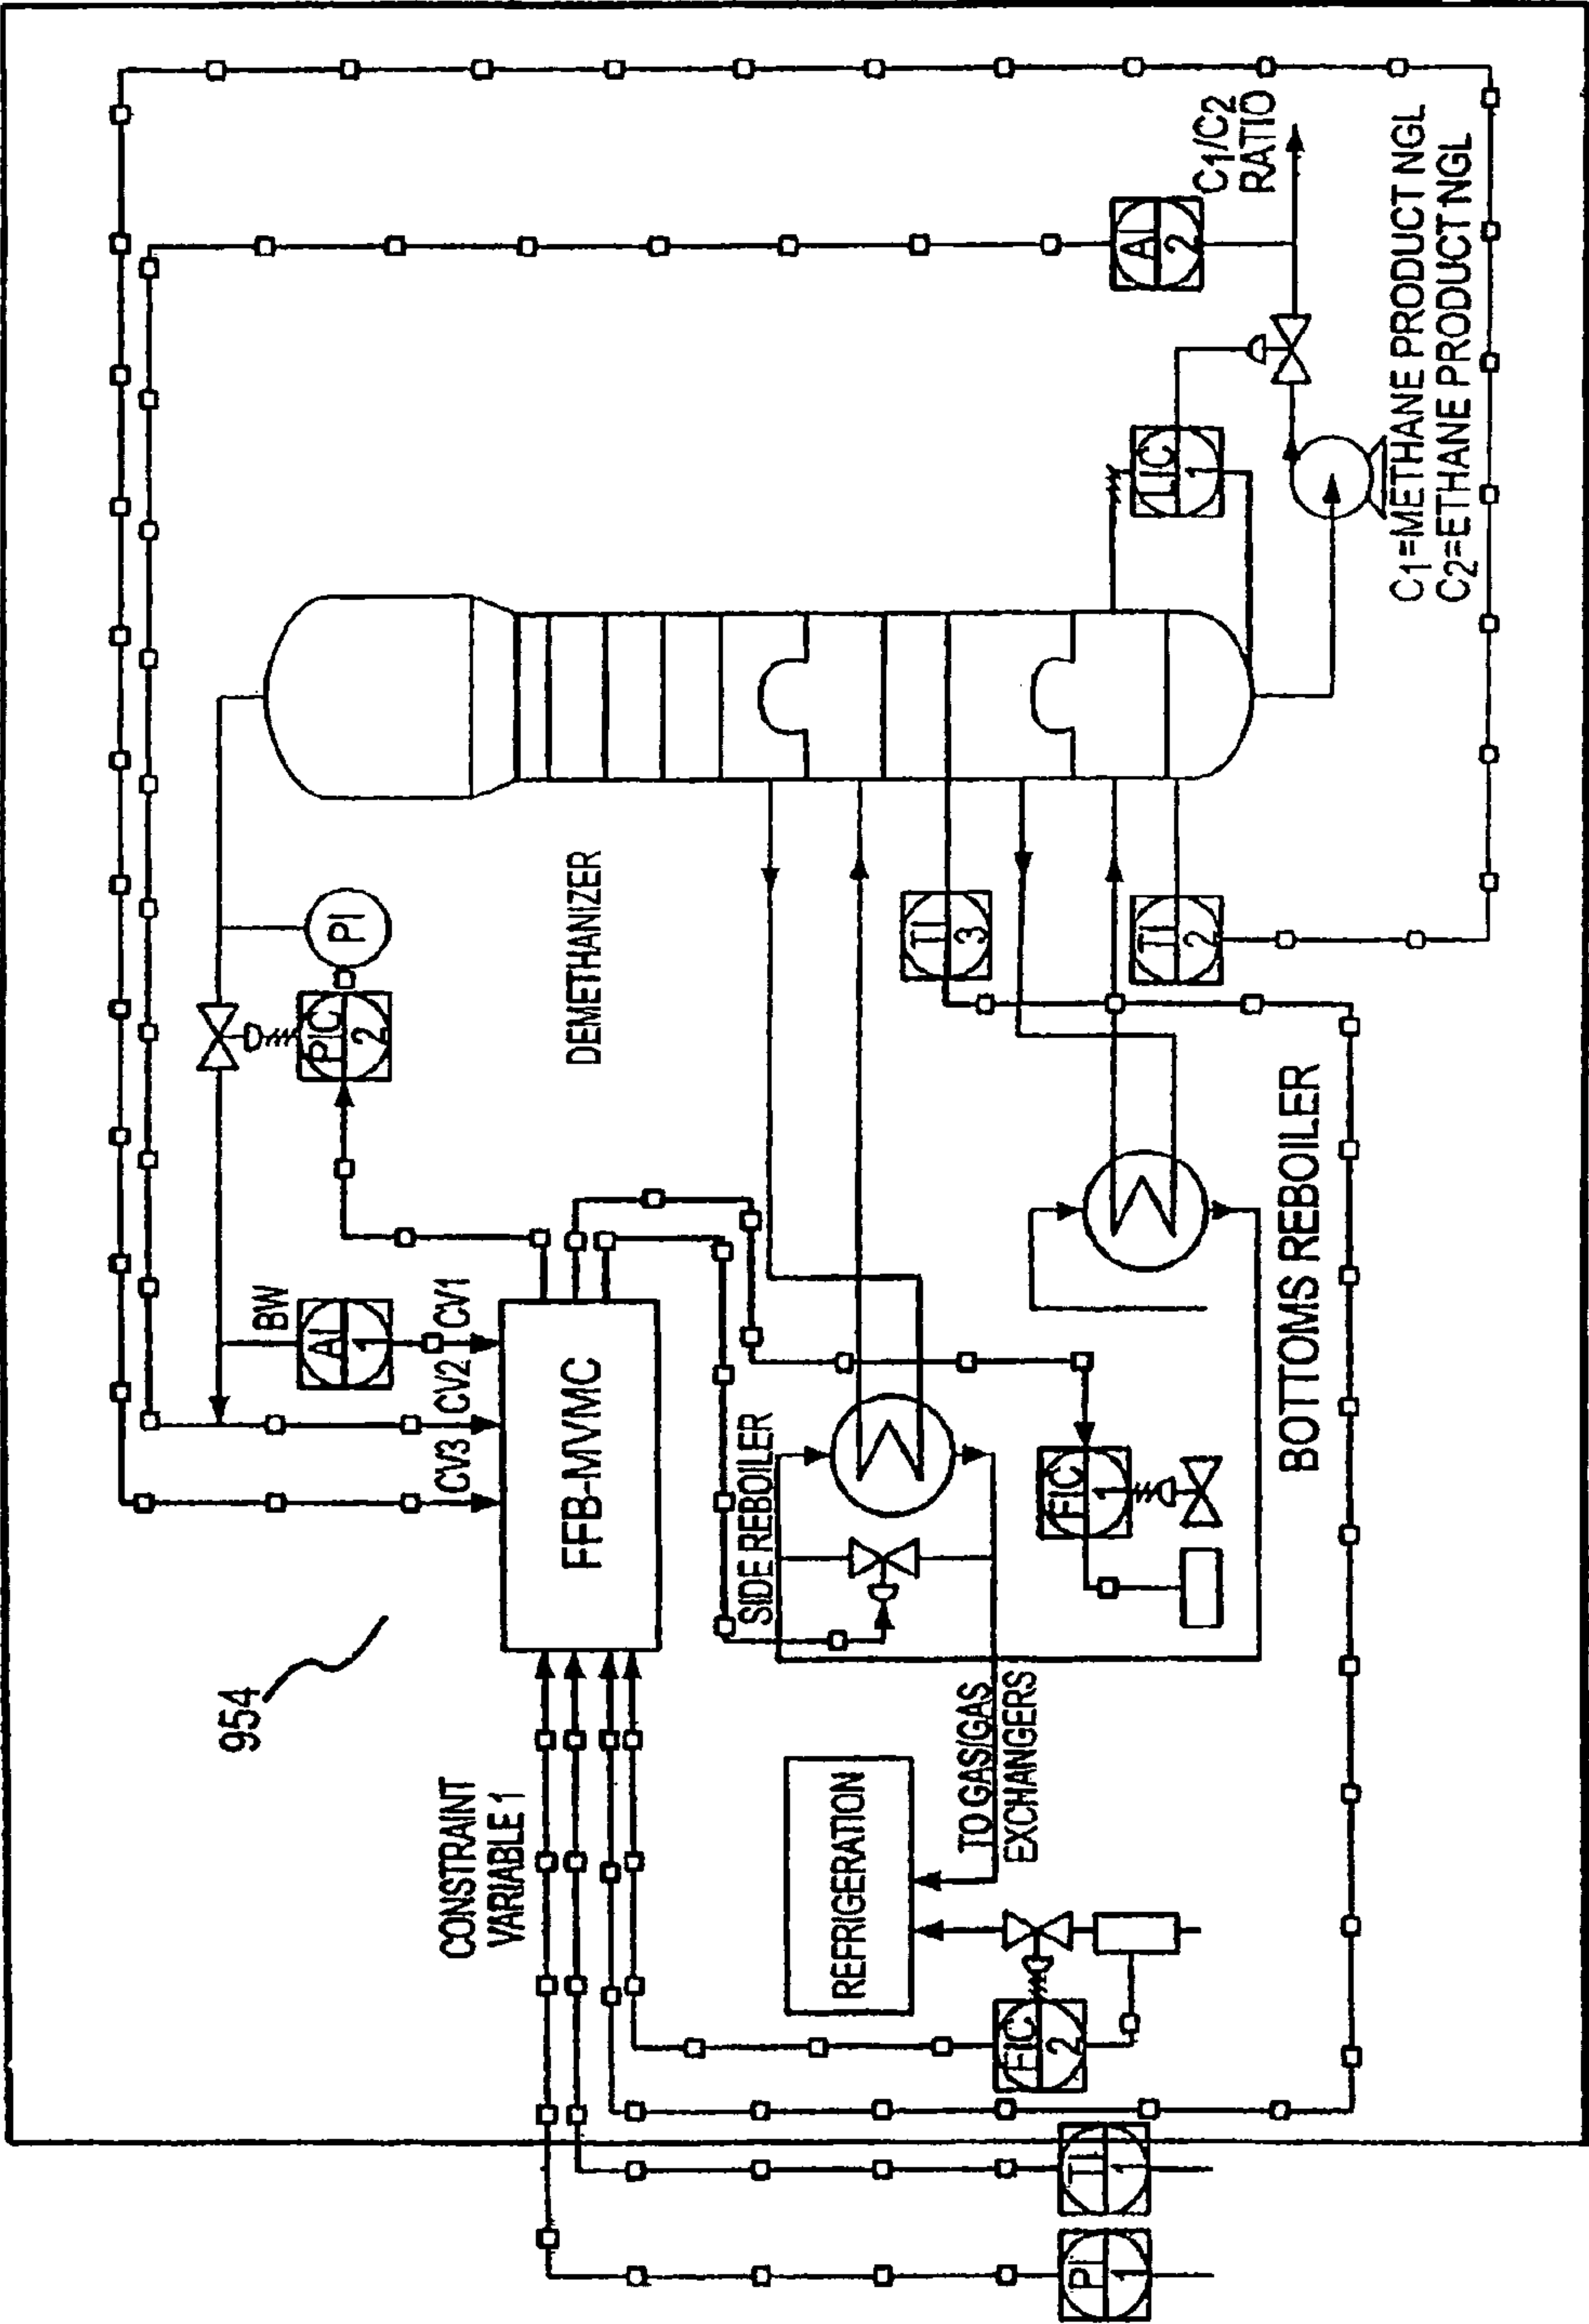 954
BW
AI
1
PIC
2
PI
CONSTRAINT
VARIABLE 1
CV3
CV2
CV1
FFB-MVMC
DEMETHANIZER
SIDE REBOILER
REFRIGERATION
TI
3
TO GAS/GAS
EXCHANGERS
FIC
2
FIC
1
PI
1
TI
1
TI
2
LIC
1
AI
2
C1/C2
RATIO
BOTTOMS REBOILER
C1=METHANE PRODUCT NGL
C2=ETHANE PRODUCT NGL